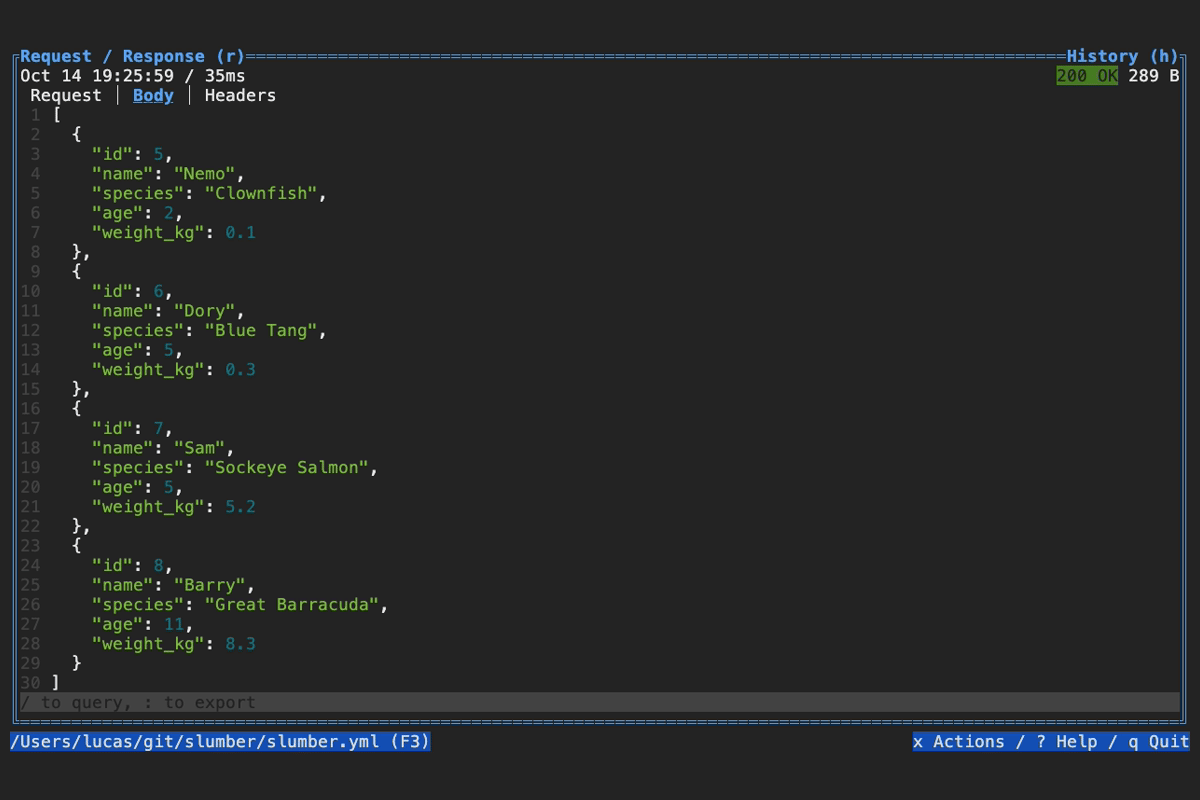 Request / Response (r) History (h)
Oct 14 19:25:59 / 35ms 200 OK 289 B
Request | Body | Headers
1 [
2   {
3     "id": 5,
4     "name": "Nemo",
5     "species": "Clownfish",
6     "age": 2,
7     "weight_kg": 0.1
8   },
9   {
10     "id": 6,
11     "name": "Dory",
12     "species": "Blue Tang",
13     "age": 5,
14     "weight_kg": 0.3
15   },
16   {
17     "id": 7,
18     "name": "Sam",
19     "species": "Sockeye Salmon",
20     "age": 5,
21     "weight_kg": 5.2
22   },
23   {
24     "id": 8,
25     "name": "Barry",
26     "species": "Great Barracuda",
27     "age": 11,
28     "weight_kg": 8.3
29   }
30 ]
/ to query, : to export
/Users/lucas/git/slumber/slumber.yml (F3) x Actions / ? Help / q Quit